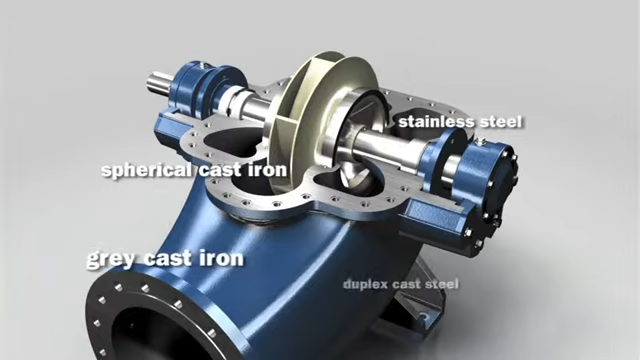 stainless steel
spherical cast iron
grey cast iron
duplex cast steel